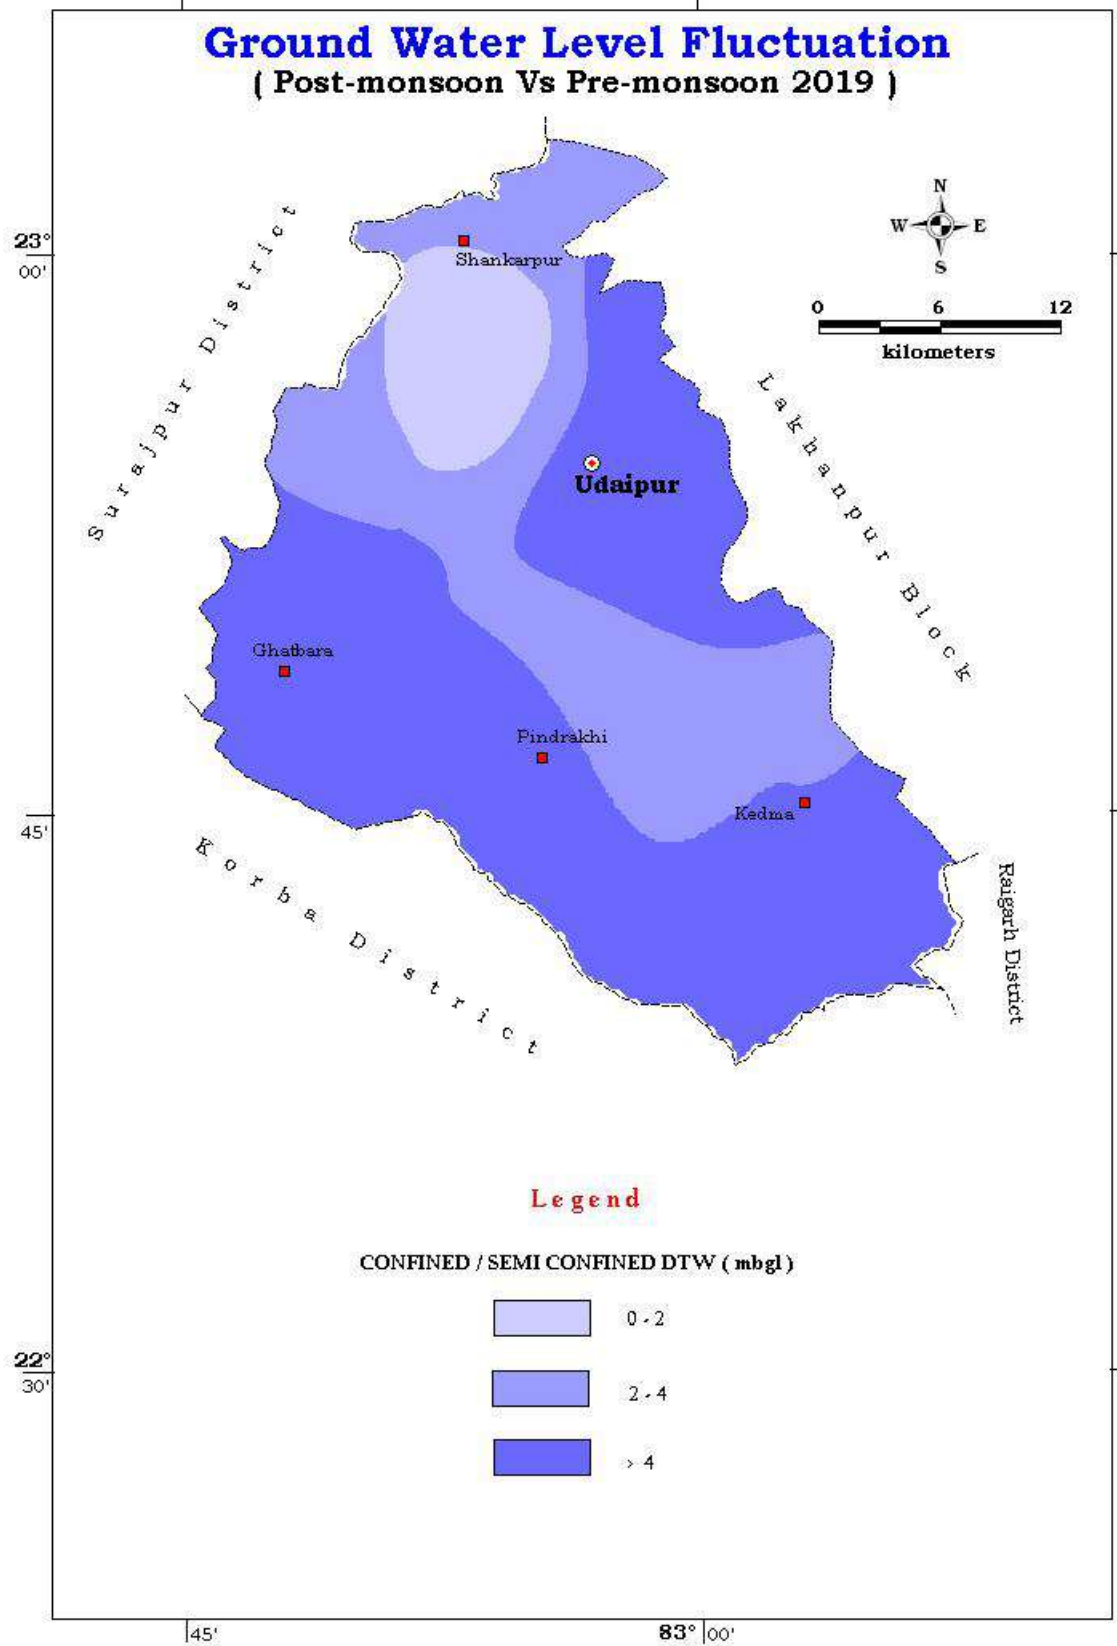 Ground Water Level Fluctuation
( Post-monsoon Vs Pre-monsoon 2019 )
N
W E
S
23°
00'
Shankarpur
0 6 12
kilometers
Surajpur District
Lakhanpur Block
Udaipur
Ghatbara
Pindrakhi
Kedma
45'
Korba District
Raigarh District
Legend
CONFINED / SEMI CONFINED DTW ( mbgl )
0 - 2
2 - 4
> 4
22°
30'
45'
83° 00'